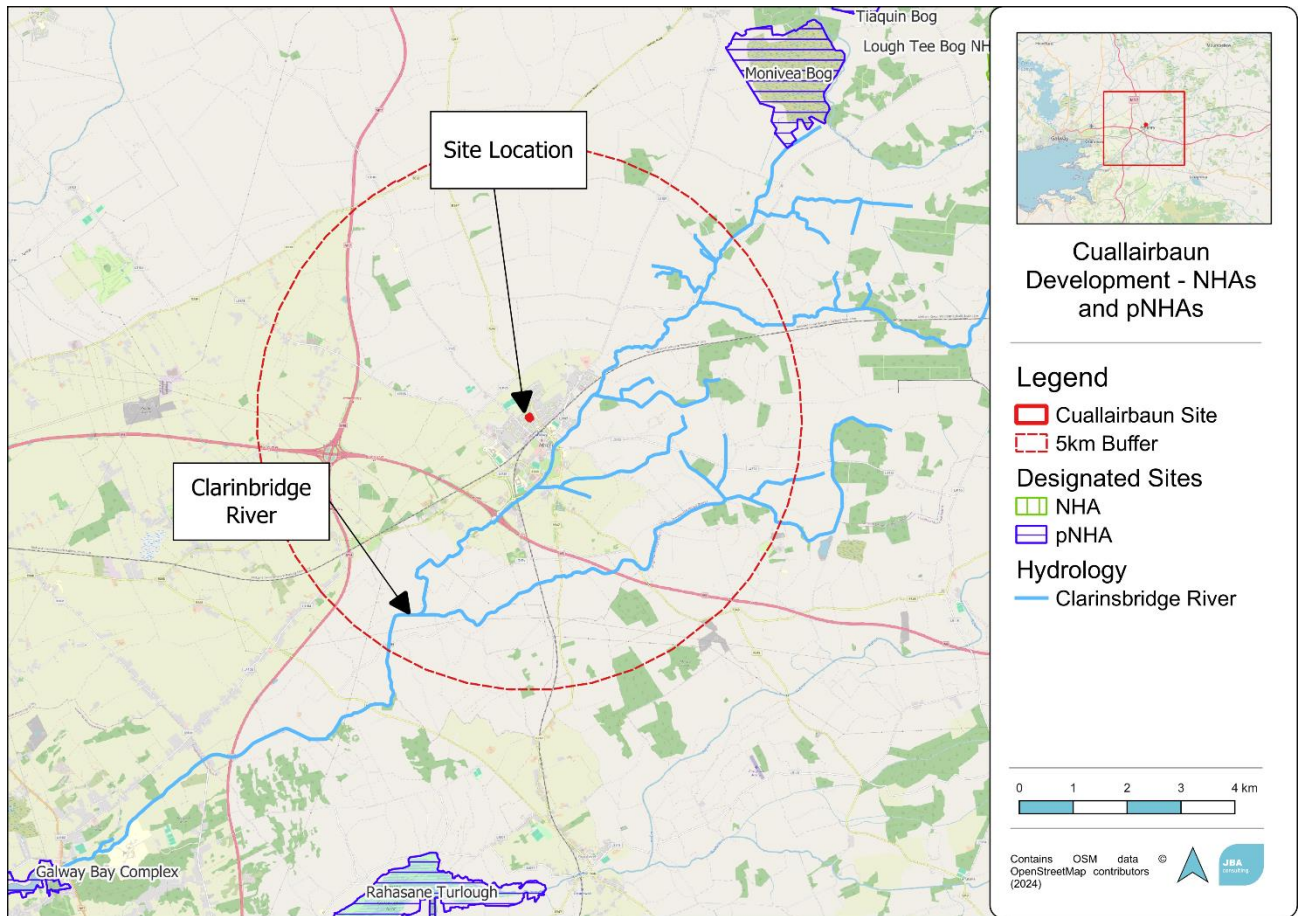 Tiaquin Bog
Lough Tee Bog NH
Monivea Bog
Site Location
Clarinbridge
River
Galway Bay Complex
Rahasane Turlough
Cuallairbaun
Development - NHAs
and pNHAs
Legend
Cuallairbaun Site
5km Buffer
Designated Sites
NHA
pNHA
Hydrology
Clarinsbridge River
0 1 2 3 4 km
Contains OSM data ©
OpenStreetMap contributors
(2024)
JBA
consulting